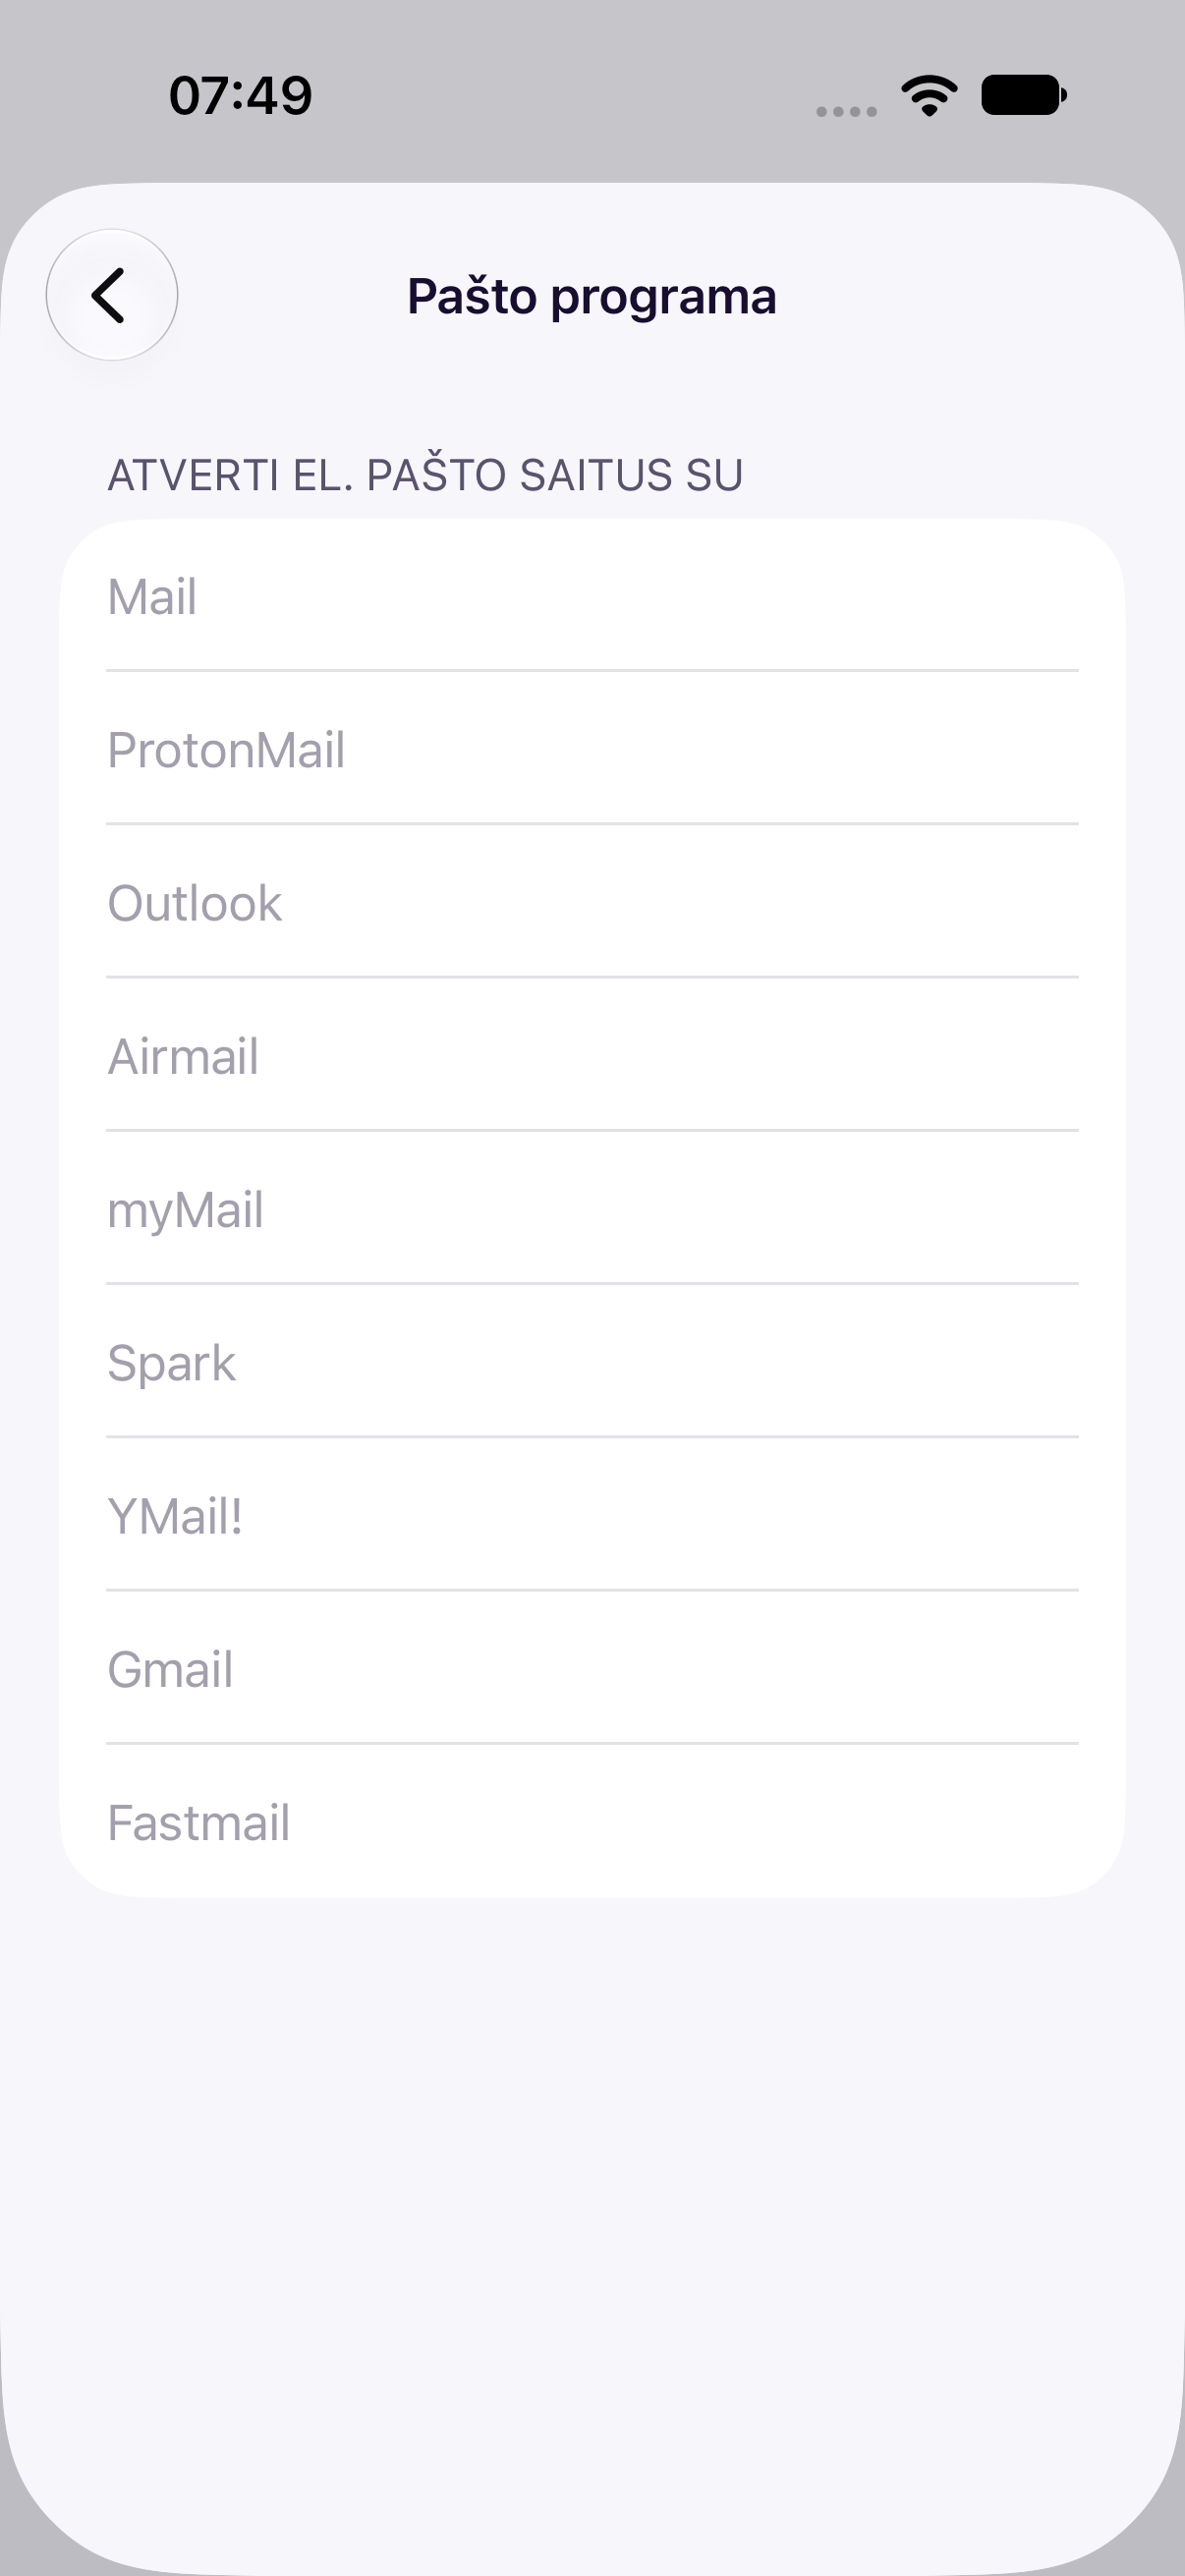 07:49
Pašto programa
ATVERTI EL. PAŠTO SAITUS SU
Mail
ProtonMail
Outlook
Airmail
myMail
Spark
YMail!
Gmail
Fastmail